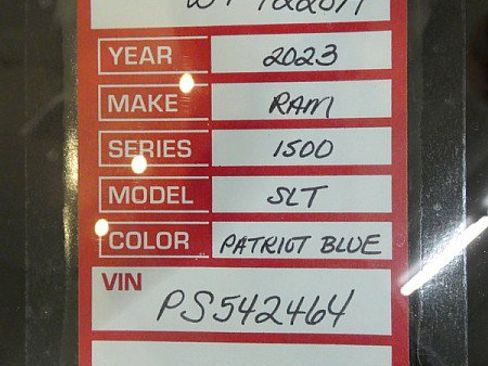 YEAR 2023
MAKE RAM
SERIES 1500
MODEL SLT
COLOR PATRIOT BLUE
VIN
PS542464